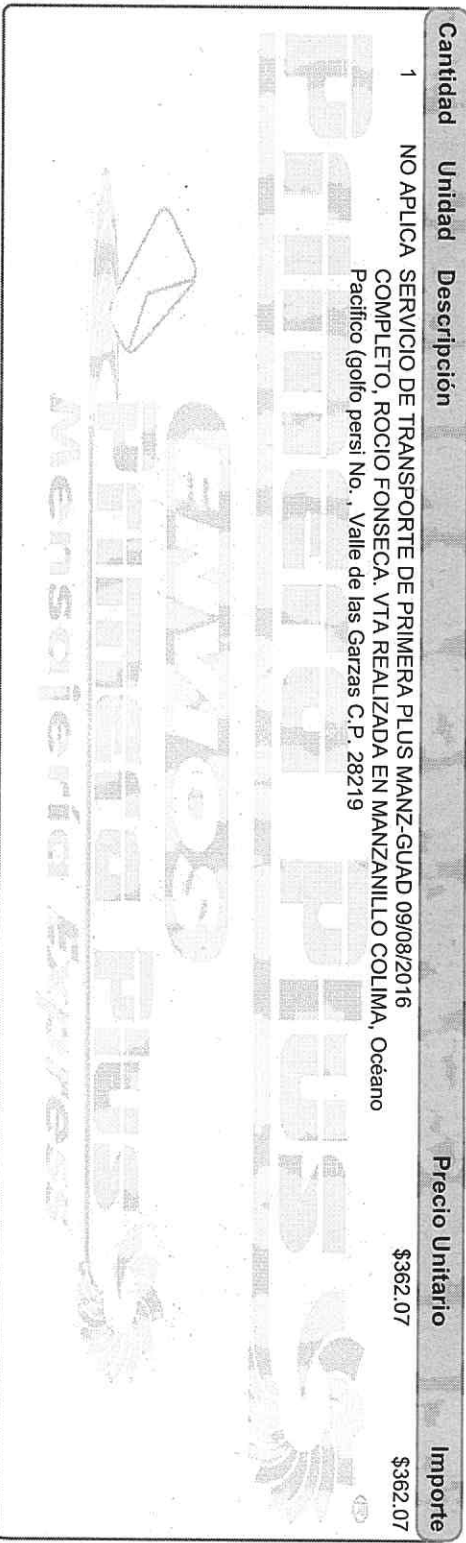 Cantidad Unidad Descripción Precio Unitario Importe
1 NO APLICA SERVICIO DE TRANSPORTE DE PRIMERA PLUS MANZ-GUAD 09/08/2016 $362.07 $362.07
COMPLETO, ROCIO FONSECA. VTA REALIZADA EN MANZANILLO COLIMA, Océano
Pacifico (golfo persi No. , Valle de las Garzas C.P. 28219
Primera Plus
®
Primera Plus
Mensajería Express